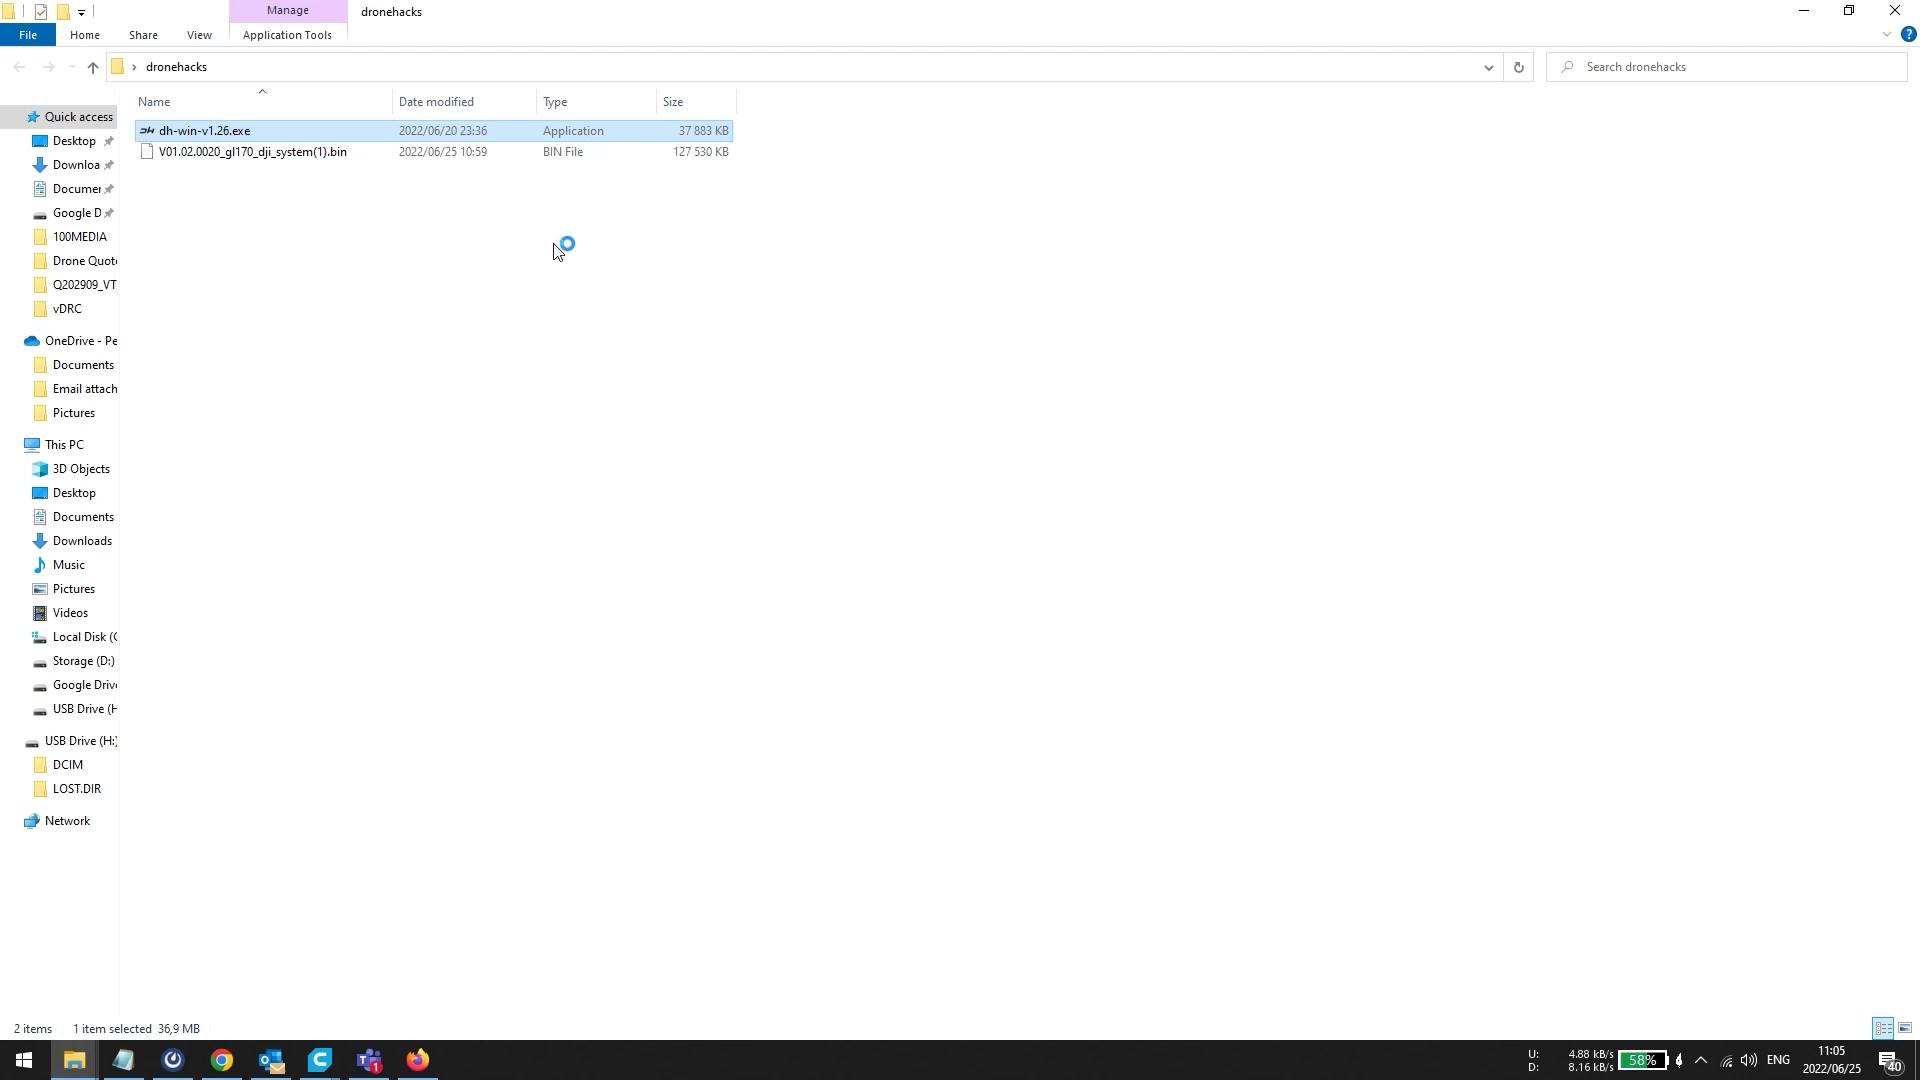 Manage
dronehacks
File
Home
Share
View
Application Tools
?
dronehacks
Search dronehacks
Name
Date modified
Type
Size
dh-win-v1.26.exe
2022/06/20 23:36
Application
37 883 KB
V01.02.0020_gl170_dji_system(1).bin
2022/06/25 10:59
BIN File
127 530 KB
Quick access
Desktop
Downloa
Documer
Google D
100MEDIA
Drone Quote
Q202909_VT
vDRC
OneDrive - Pe
Documents
Email attach
Pictures
This PC
3D Objects
Desktop
Documents
Downloads
Music
Pictures
Videos
Local Disk (C
Storage (D:)
Google Drive
USB Drive (H
USB Drive (H:)
DCIM
LOST.DIR
Network
2 items
1 item selected 36,9 MB
U: 4.88 kB/s
D: 8.16 kB/s
58%
ENG
11:05
2022/06/25
40
1